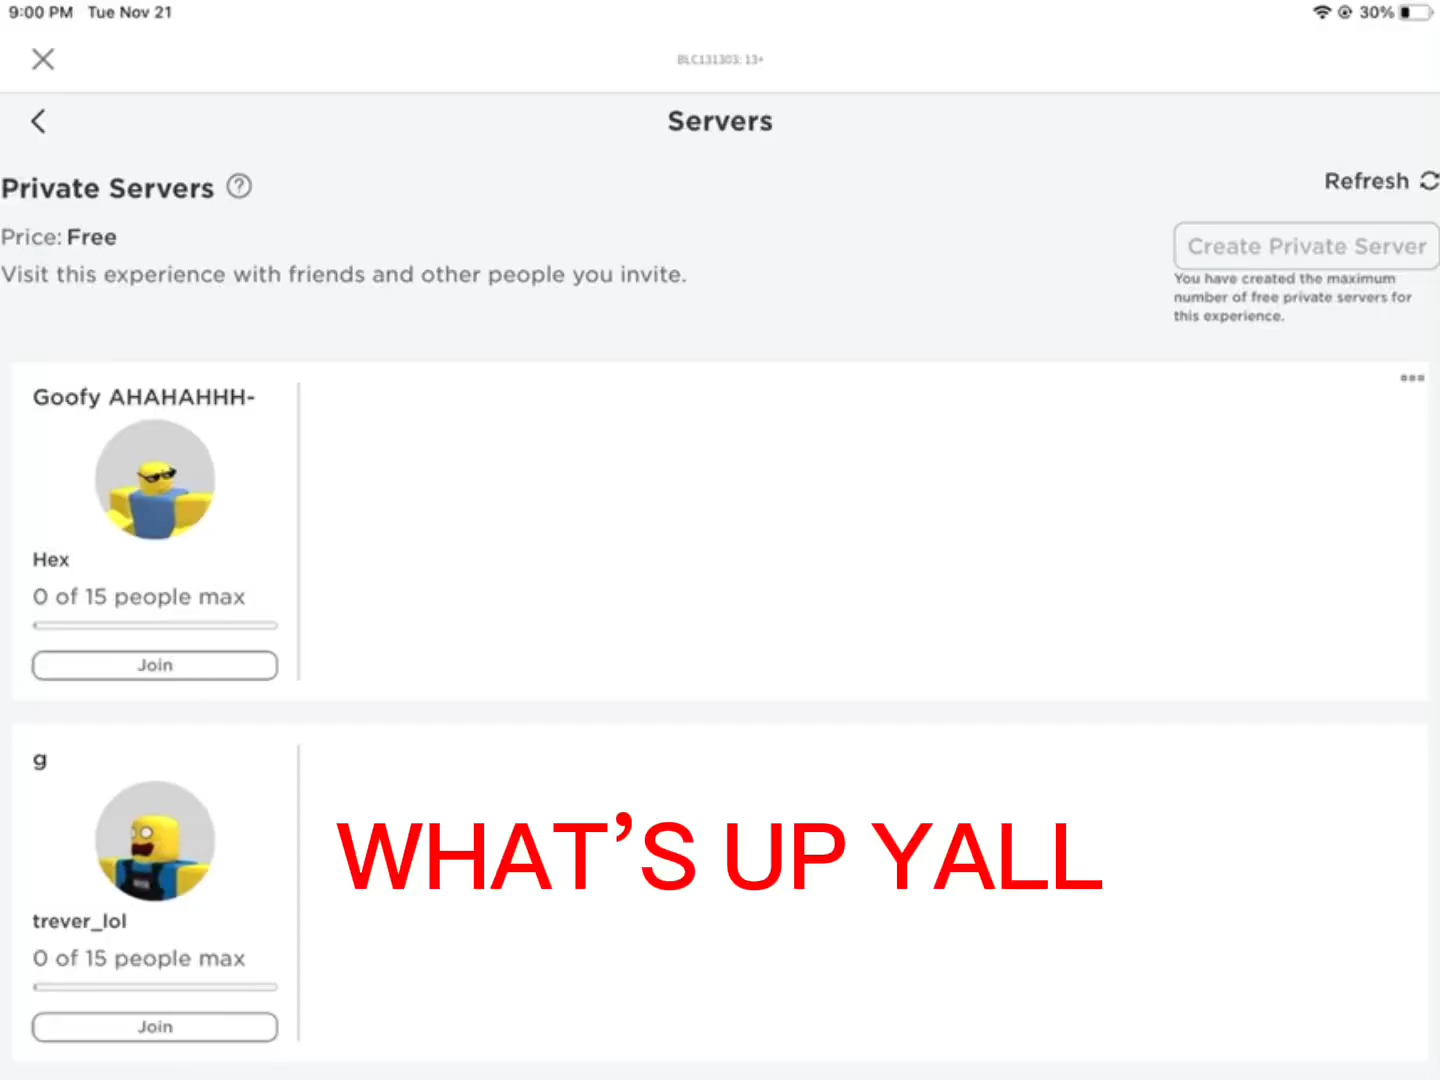 9:00 PM Tue Nov 21
30%
BLC131303: 13+
Servers
Private Servers
Refresh
Price: Free
Create Private Server
Visit this experience with friends and other people you invite.
You have created the maximum
number of free private servers for
this experience.
Goofy AHAHAHHH-
Hex
0 of 15 people max
Join
g
WHAT’S UP YALL
trever_lol
0 of 15 people max
Join